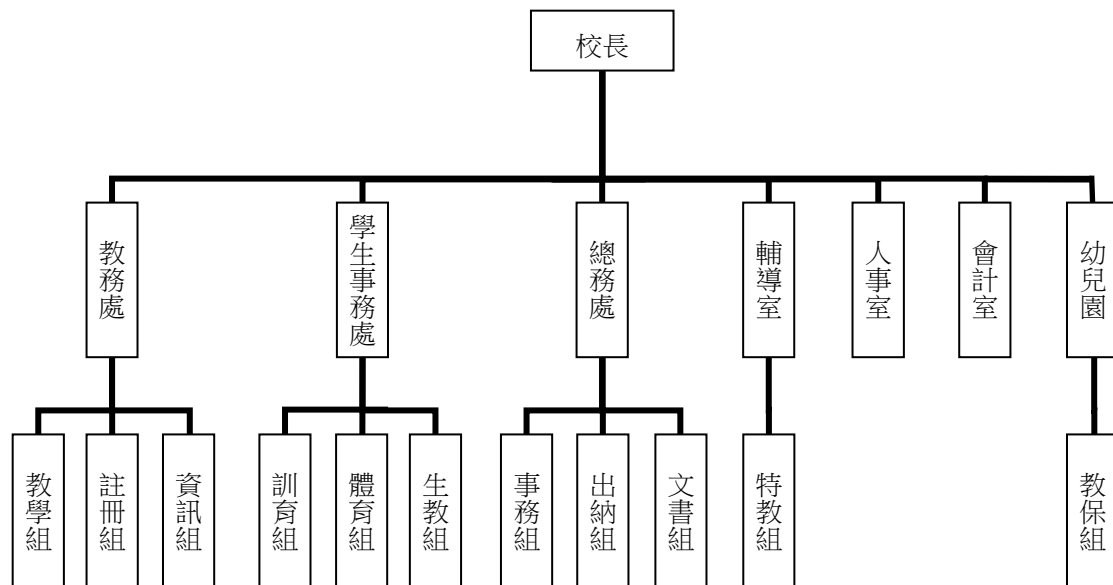 校長
教務處
學生事務處
總務處
輔導室
人事室
會計室
幼兒園
教學組
註冊組
資訊組
訓育組
體育組
生教組
事務組
出納組
文書組
特教組
教保組